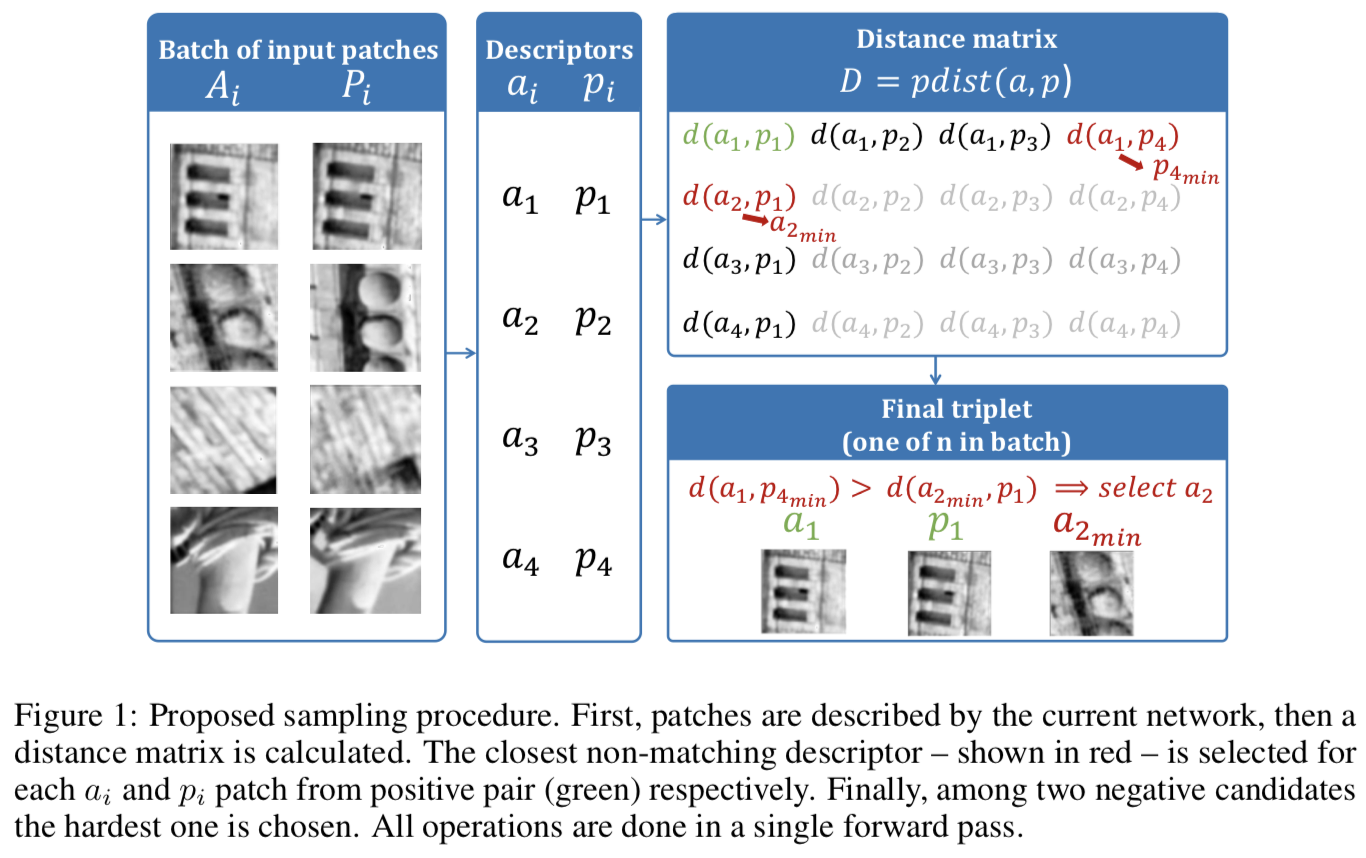 Batch of input patches
A_i P_i
Descriptors
a_i p_i
a_1 p_1
a_2 p_2
a_3 p_3
a_4 p_4
Distance matrix
D = pdist(a, p)
d(a_1, p_1) d(a_1, p_2) d(a_1, p_3) d(a_1, p_4)
p_{4_{min}}
d(a_2, p_1) d(a_2, p_2) d(a_2, p_3) d(a_2, p_4)
a_{2_{min}}
d(a_3, p_1) d(a_3, p_2) d(a_3, p_3) d(a_3, p_4)
d(a_4, p_1) d(a_4, p_2) d(a_4, p_3) d(a_4, p_4)
Final triplet
(one of n in batch)
d(a_1, p_{4_{min}}) > d(a_{2_{min}}, p_1) ⟹ select a_2
a_1 p_1 a_{2_{min}}
Figure 1: Proposed sampling procedure. First, patches are described by the current network, then a
distance matrix is calculated. The closest non-matching descriptor – shown in red – is selected for
each a_i and p_i patch from positive pair (green) respectively. Finally, among two negative candidates
the hardest one is chosen. All operations are done in a single forward pass.